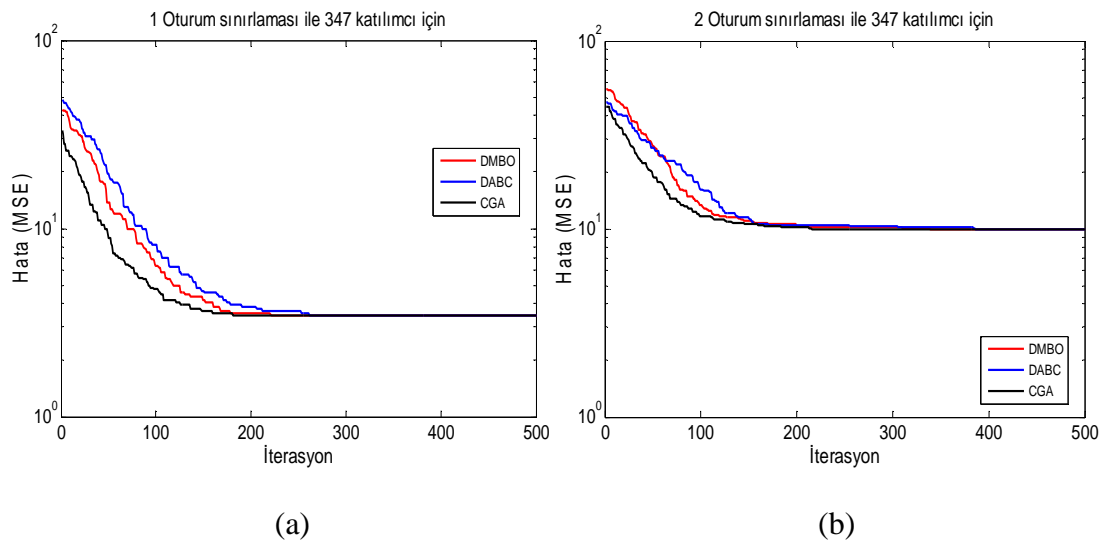 1 Oturum sınırlaması ile 347 katılımcı için
10^2
10^1
10^0
Hata (MSE)
DMBO
DABC
CGA
0 100 200 300 400 500
İterasyon
(a)
2 Oturum sınırlaması ile 347 katılımcı için
10^2
10^1
10^0
Hata (MSE)
DMBO
DABC
CGA
0 100 200 300 400 500
İterasyon
(b)